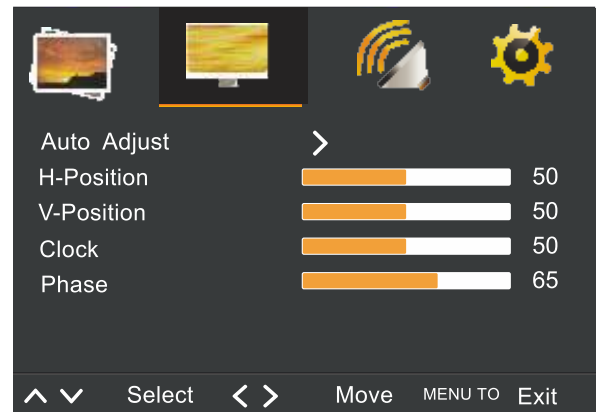 Auto Adjust
H-Position 50
V-Position 50
Clock 50
Phase 65
Select Move MENU TO Exit